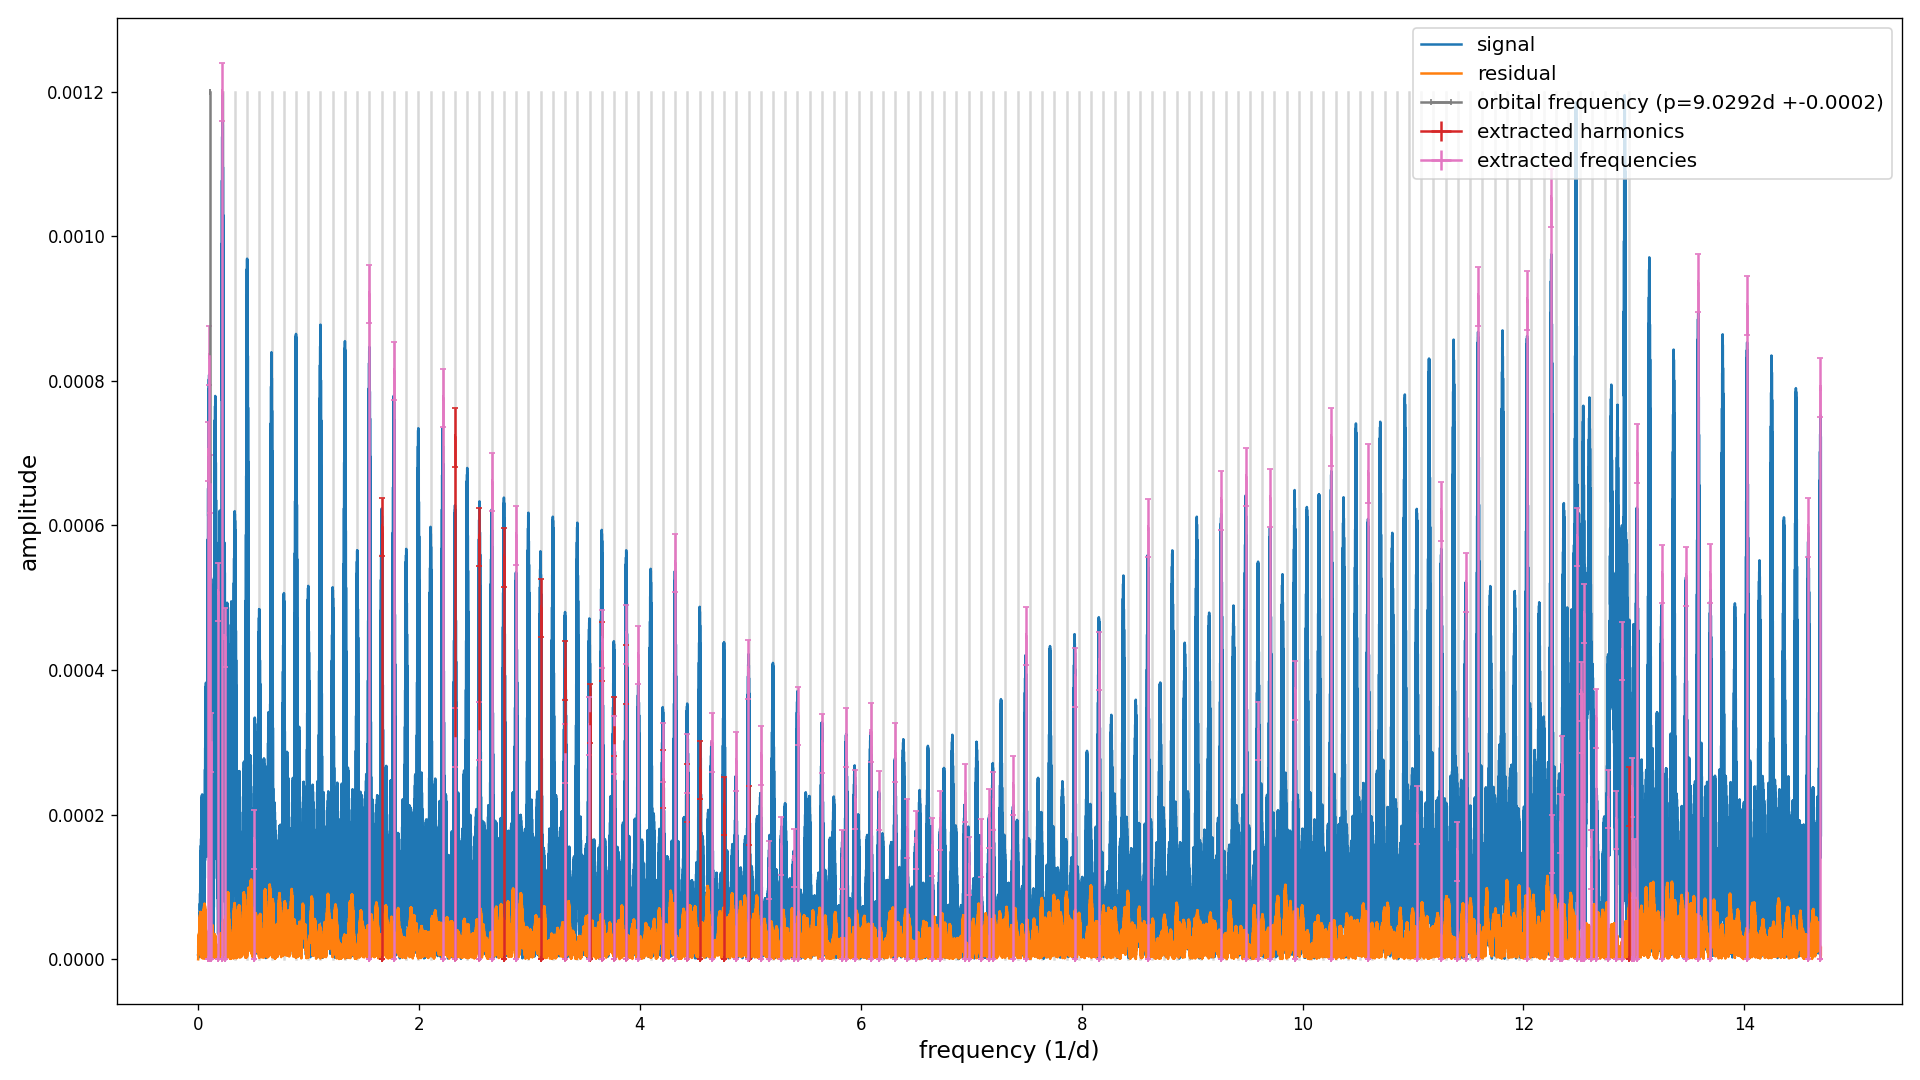 signal
residual
orbital frequency (p=9.0292d +-0.0002)
extracted harmonics
extracted frequencies
0.0012
0.0010
0.0008
0.0006
0.0004
0.0002
0.0000
amplitude
0 2 4 6 8 10 12 14
frequency (1/d)